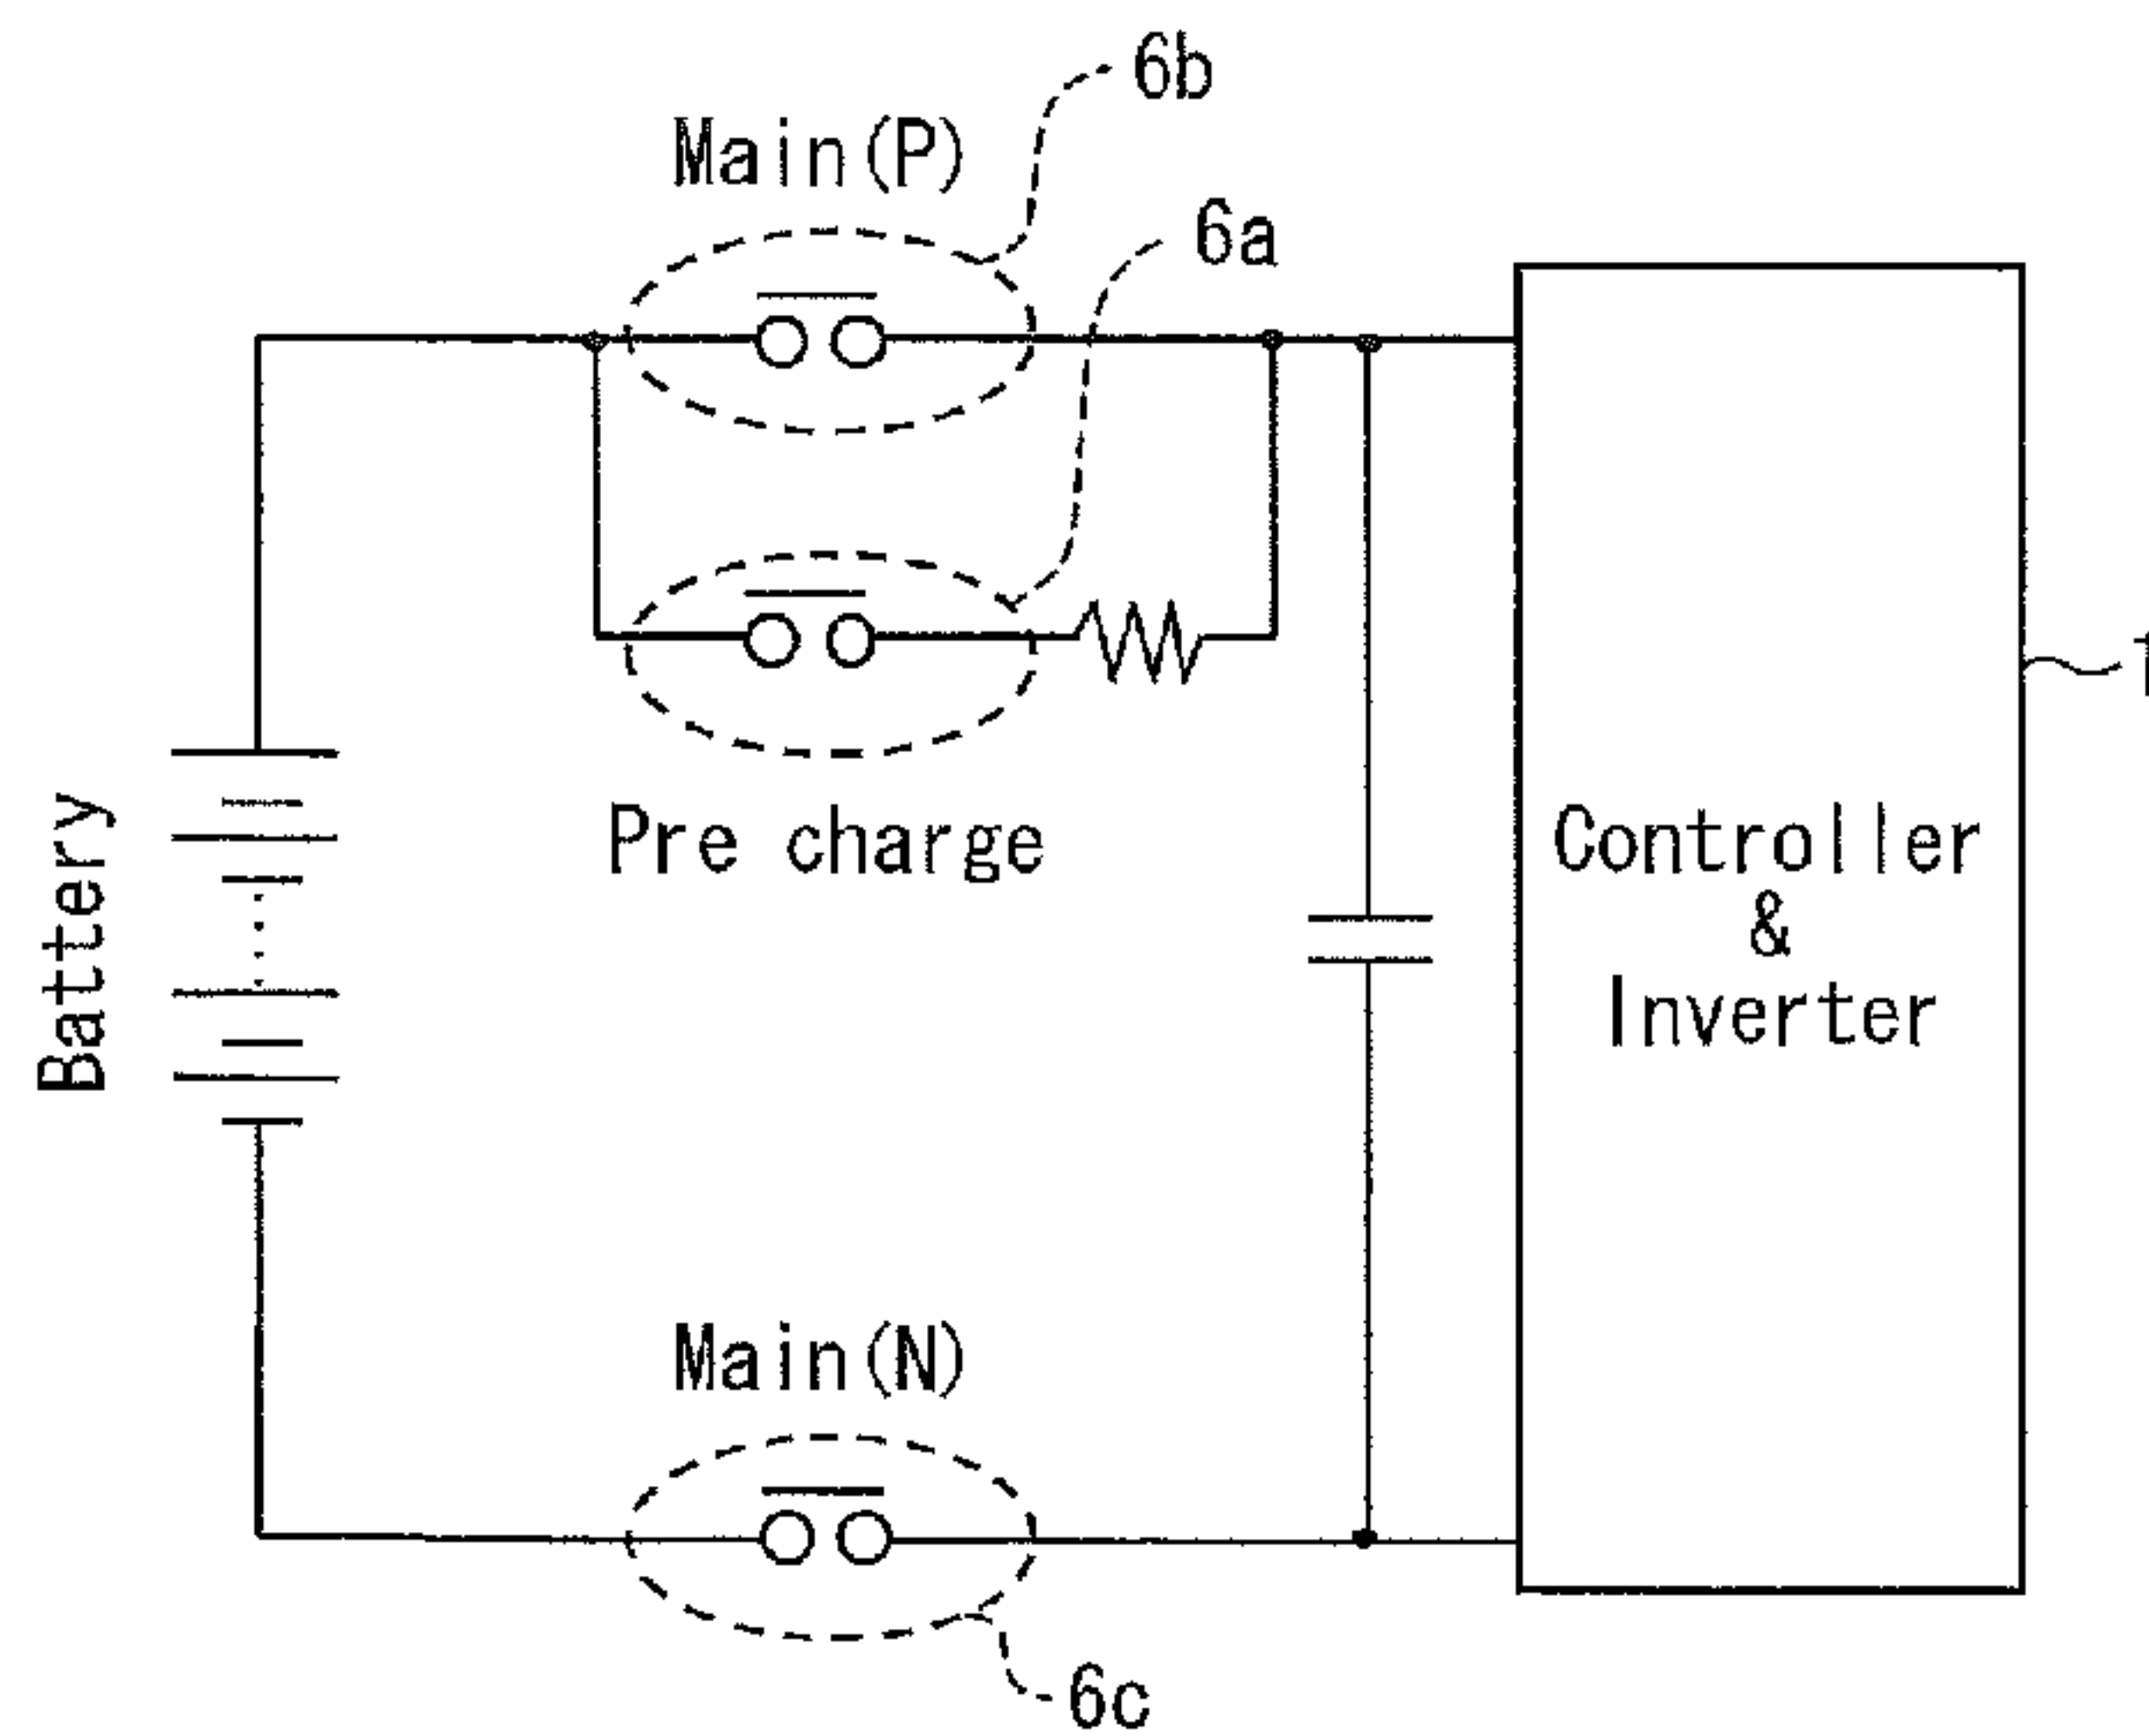 6b
Main(P)
6a
Battery
Pre charge
Controller
&
Inverter
Main(N)
6c